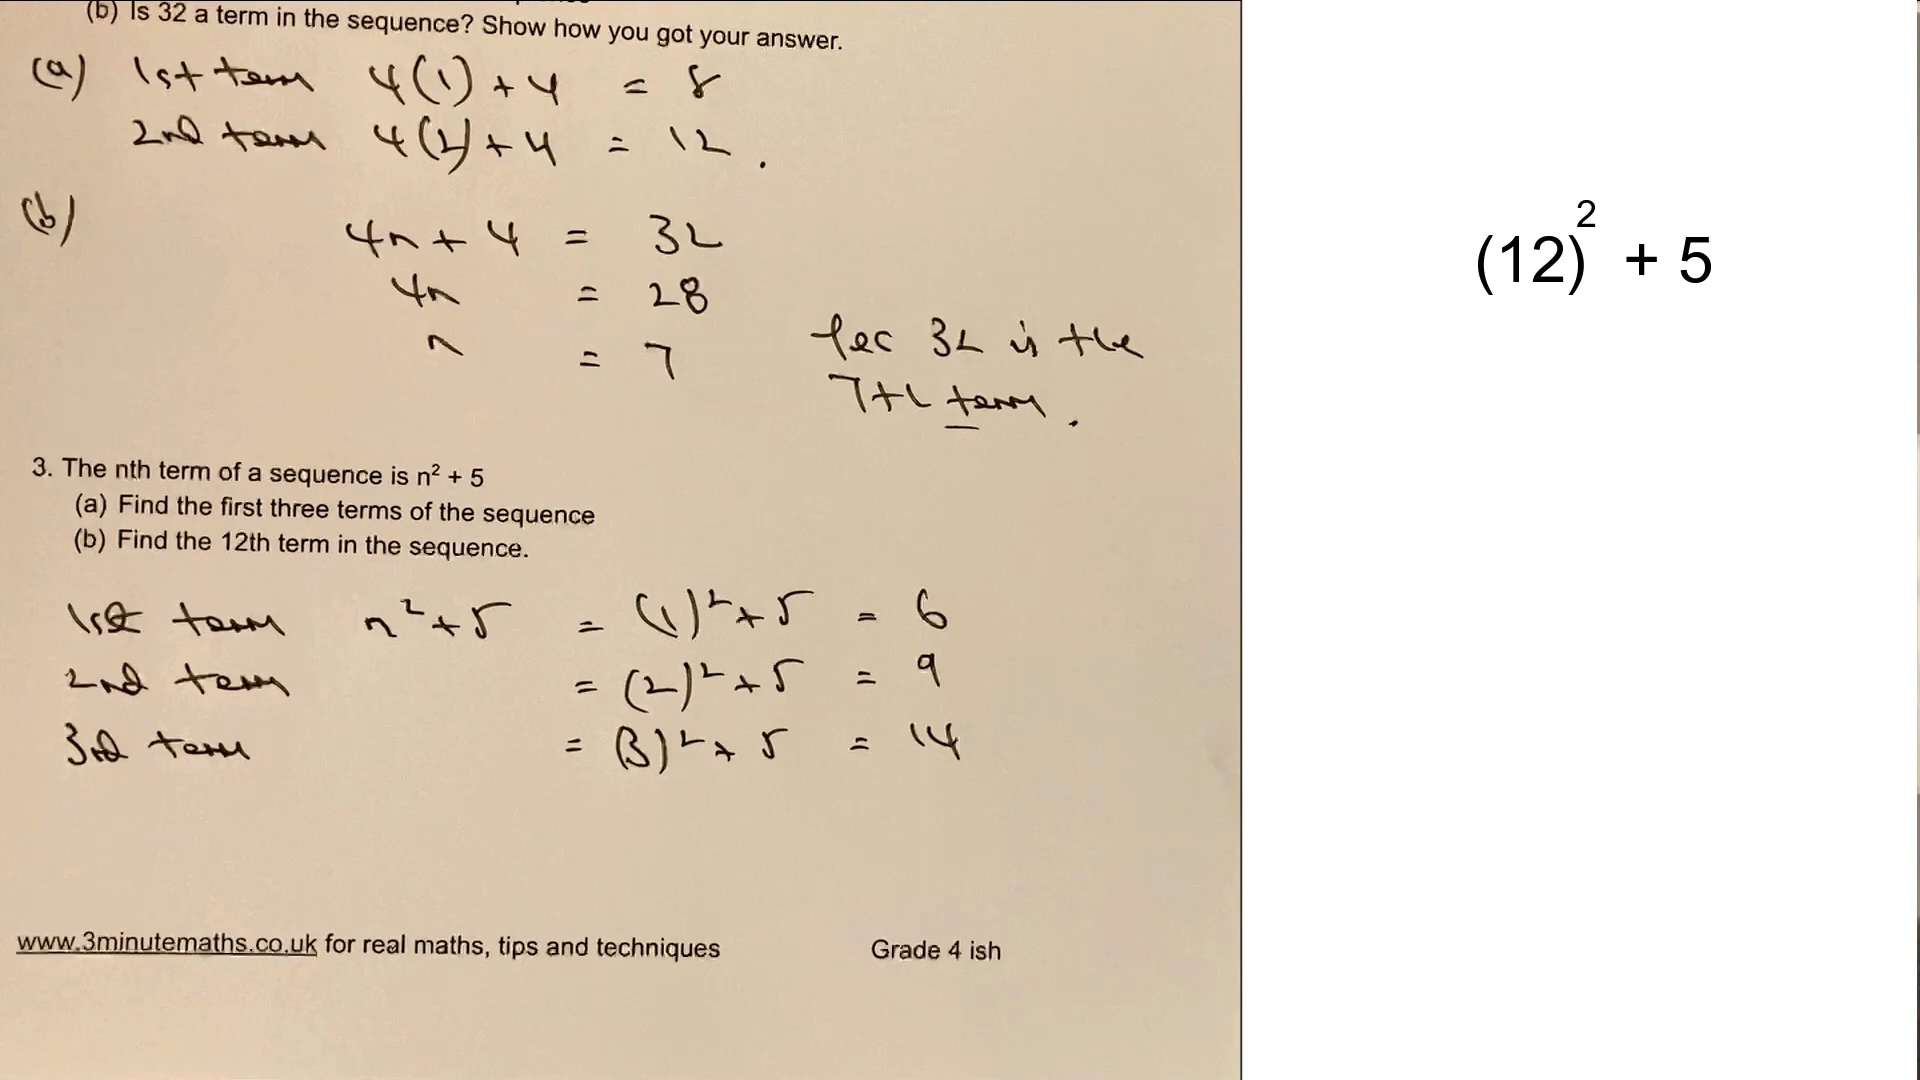 (b) Is 32 a term in the sequence? Show how you got your answer.
(a) 1st term 4(1) + 4 = 8
2nd term 4(2) + 4 = 12.
(b)
4n + 4 = 32
4n = 28
n = 7
Yes 32 is the
7th term.
3. The nth term of a sequence is n² + 5
(a) Find the first three terms of the sequence
(b) Find the 12th term in the sequence.
1st term n² + 5 = (1)² + 5 = 6
2nd term = (2)² + 5 = 9
3rd term = (3)² + 5 = 14
www.3minutemaths.co.uk for real maths, tips and techniques Grade 4 ish
(12)² + 5